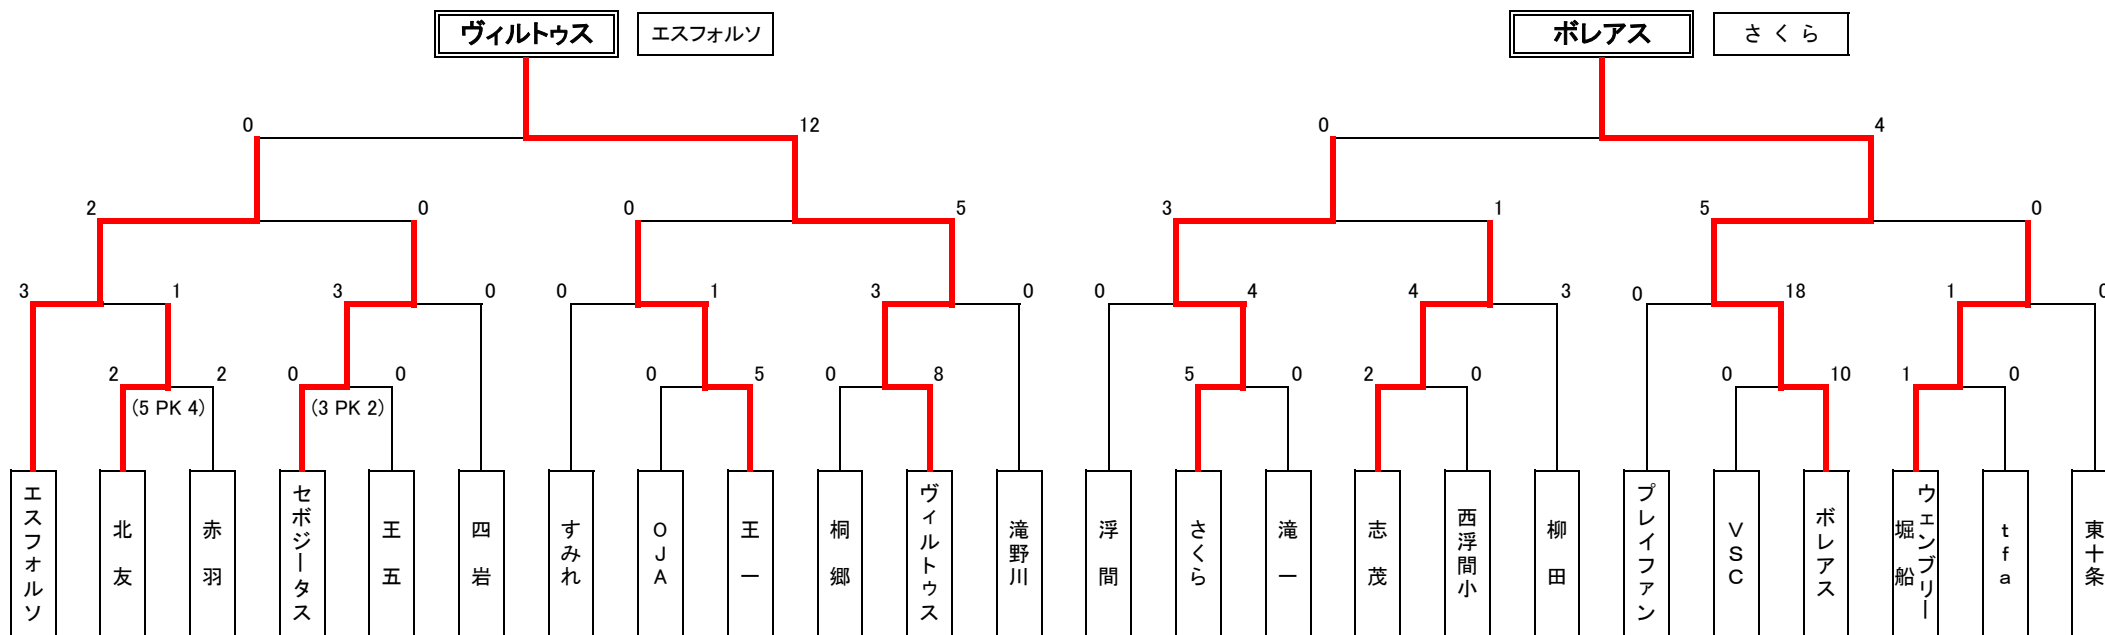 ヴィルトゥス エスフォルソ ボレアス さくら
0 12 0 4
2 0 0 5 3 1 5 0
3 1 3 0 0 1 3 0 0 4 4 3 0 18 1 0
2 2 0 0 0 5 0 8 5 0 2 0 0 10 1 0
(5 PK 4) (3 PK 2)
エスフォルソ
北友
赤羽
セボジータス
王五
四岩
すみれ
OJA
王一
桐郷
ヴィルトゥス
滝野川
浮間
さくら
滝一
志茂
西浮間小
柳田
プレイファン
VSC
ボレアス
ウェンブリー
堀船
tfa
東十条